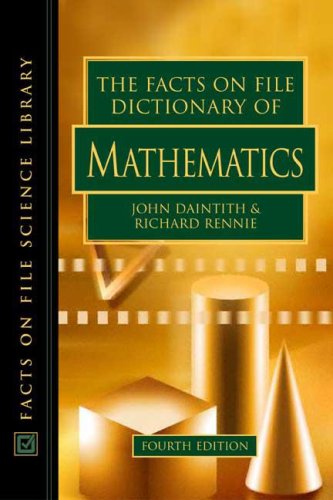 THE FACTS ON FILE
DICTIONARY OF
MATHEMATICS
JOHN DAINTITH &
RICHARD RENNIE
FOURTH EDITION
FACTS ON FILE SCIENCE LIBRARY